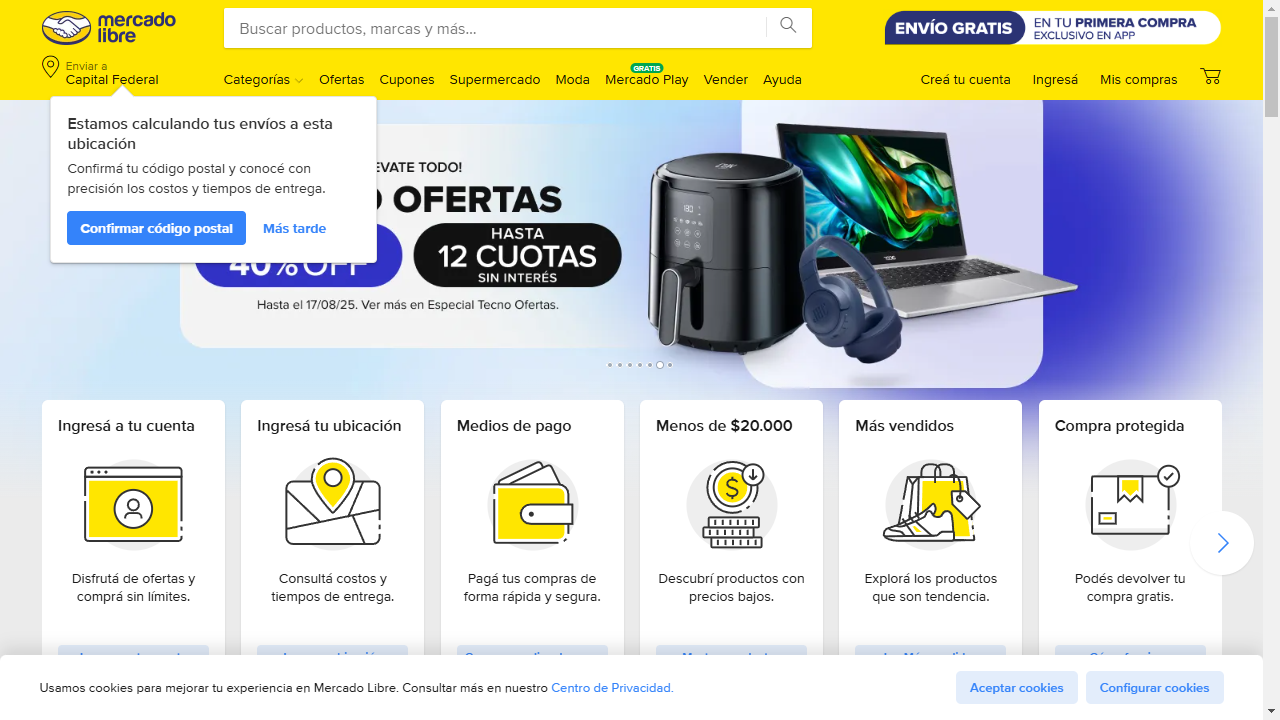 mercado
libre
Buscar productos, marcas y más...
ENVÍO GRATIS
EN TU PRIMERA COMPRA
EXCLUSIVO EN APP
Enviar a
Capital Federal
Categorías
Ofertas
Cupones
Supermercado
Moda
GRATIS
Mercado Play
Vender
Ayuda
Creá tu cuenta
Ingresá
Mis compras
Estamos calculando tus envíos a esta
ubicación
Confirmá tu código postal y conocé con
precisión los costos y tiempos de entrega.
Confirmar código postal
Más tarde
EVATE TODO!
OFERTAS
40% OFF
HASTA
12 CUOTAS
SIN INTERÉS
Hasta el 17/08/25. Ver más en Especial Tecno Ofertas.
Ingresá a tu cuenta
Disfrutá de ofertas y
comprá sin límites.
Ingresá tu ubicación
Consultá costos y
tiempos de entrega.
Medios de pago
Pagá tus compras de
forma rápida y segura.
Menos de $20.000
Descubrí productos con
precios bajos.
Más vendidos
Explorá los productos
que son tendencia.
Compra protegida
Podés devolver tu
compra gratis.
Usamos cookies para mejorar tu experiencia en Mercado Libre. Consultar más en nuestro Centro de Privacidad.
Aceptar cookies
Configurar cookies